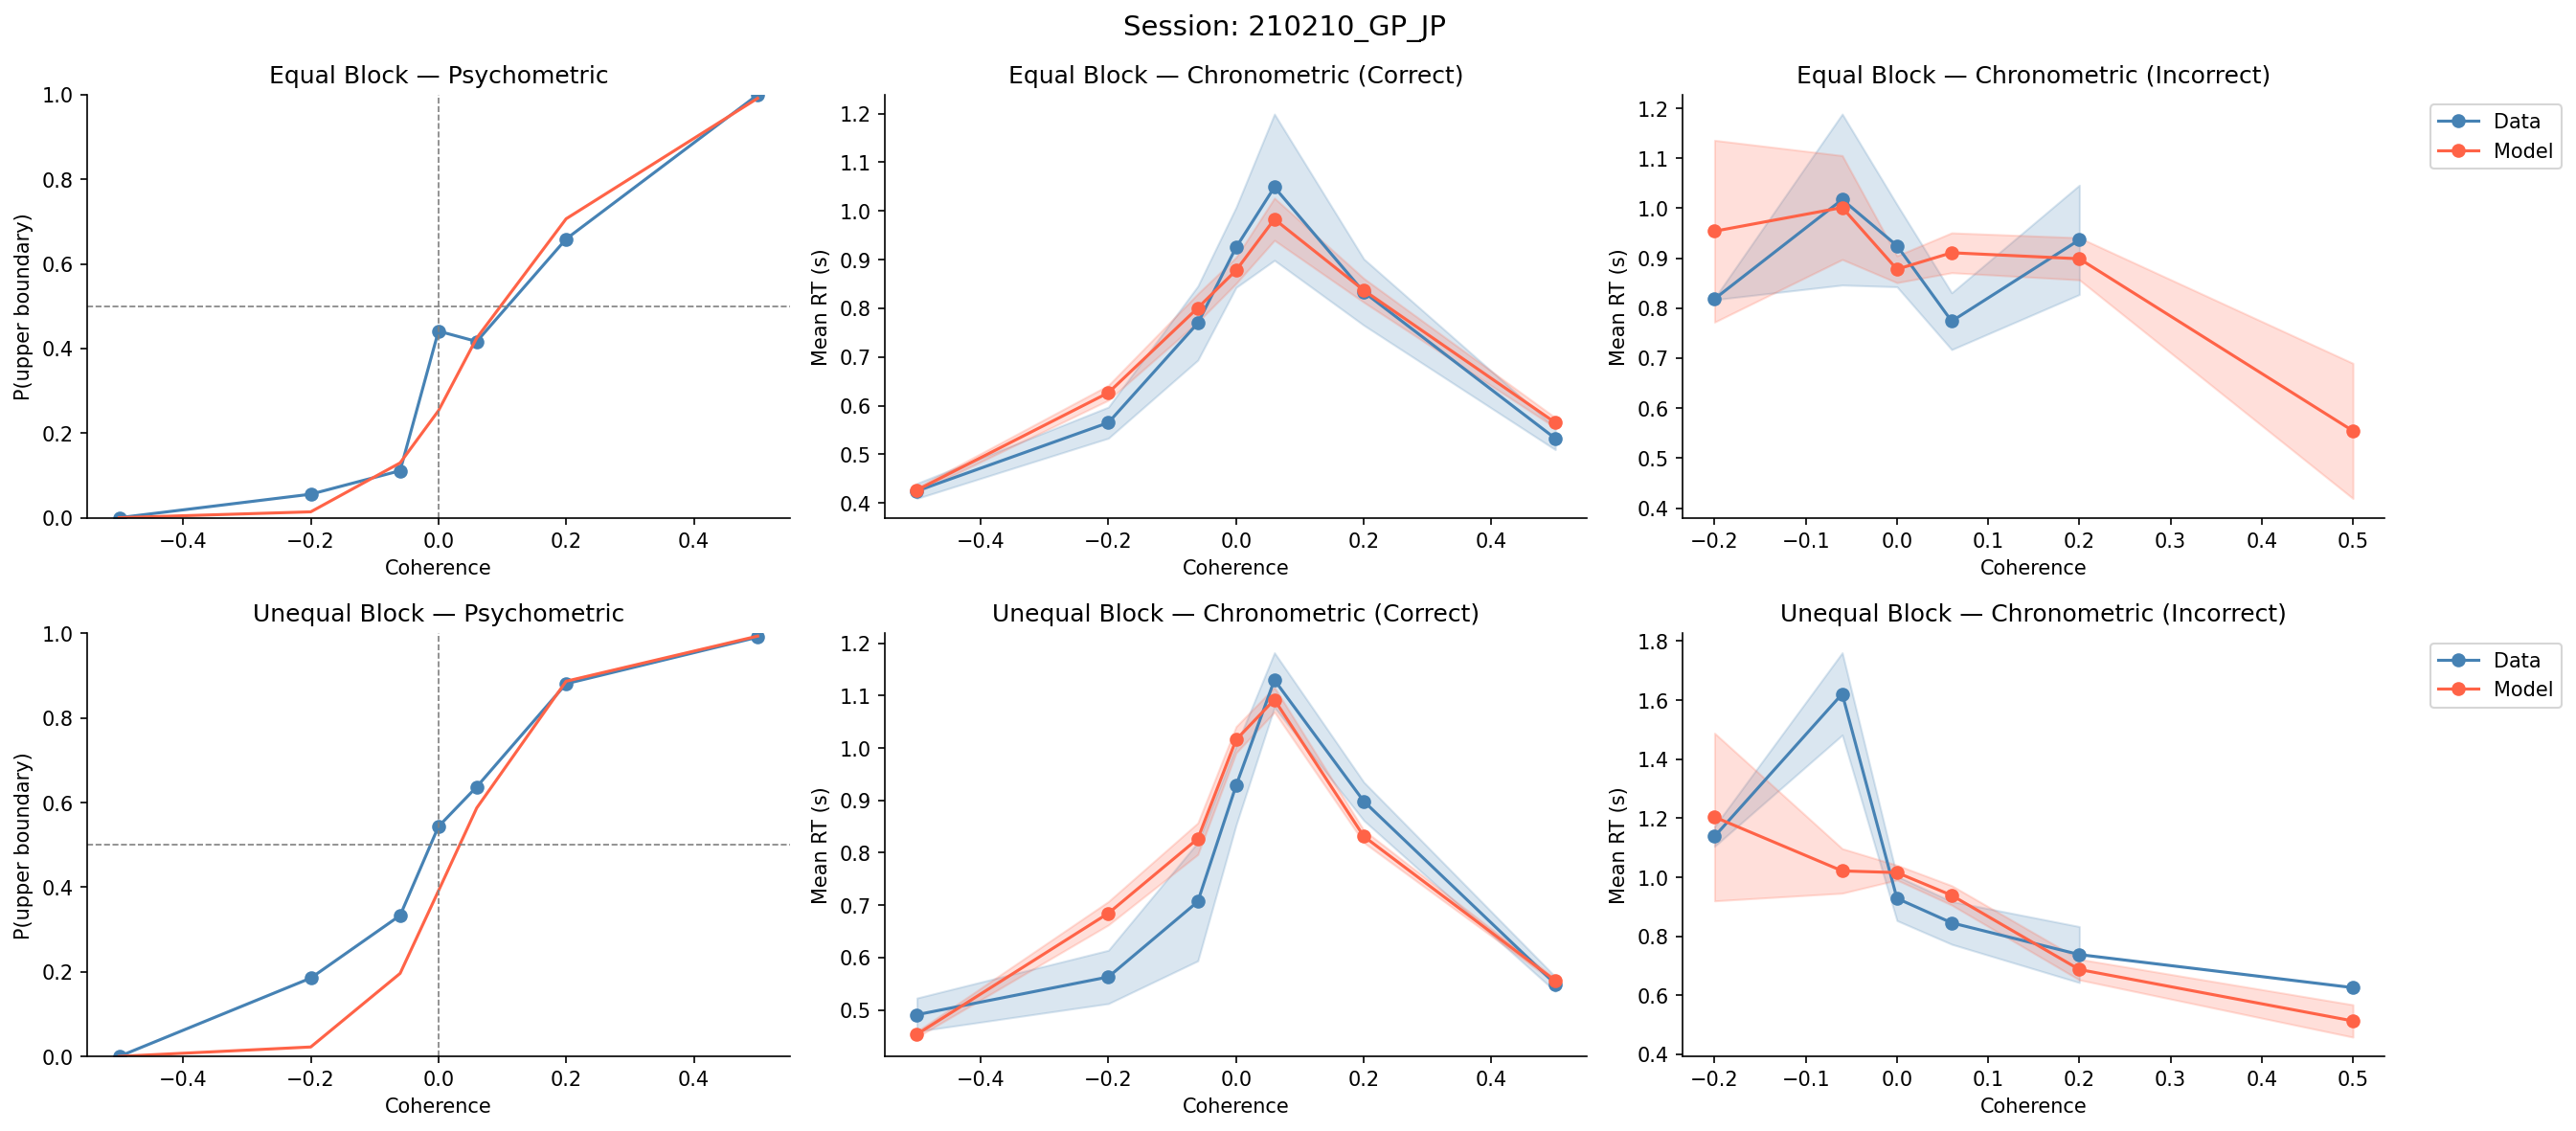 Session: 210210_GP_JP
Equal Block — Psychometric
P(upper boundary)
1.0
0.8
0.6
0.4
0.2
0.0
−0.4 −0.2 0.0 0.2 0.4
Coherence
Equal Block — Chronometric (Correct)
Mean RT (s)
1.2
1.1
1.0
0.9
0.8
0.7
0.6
0.5
0.4
−0.4 −0.2 0.0 0.2 0.4
Coherence
Equal Block — Chronometric (Incorrect)
Mean RT (s)
1.2
1.1
1.0
0.9
0.8
0.7
0.6
0.5
0.4
−0.2 −0.1 0.0 0.1 0.2 0.3 0.4 0.5
Coherence
Data
Model
Unequal Block — Psychometric
P(upper boundary)
1.0
0.8
0.6
0.4
0.2
0.0
−0.4 −0.2 0.0 0.2 0.4
Coherence
Unequal Block — Chronometric (Correct)
Mean RT (s)
1.2
1.1
1.0
0.9
0.8
0.7
0.6
0.5
−0.4 −0.2 0.0 0.2 0.4
Coherence
Unequal Block — Chronometric (Incorrect)
Mean RT (s)
1.8
1.6
1.4
1.2
1.0
0.8
0.6
0.4
−0.2 −0.1 0.0 0.1 0.2 0.3 0.4 0.5
Coherence
Data
Model